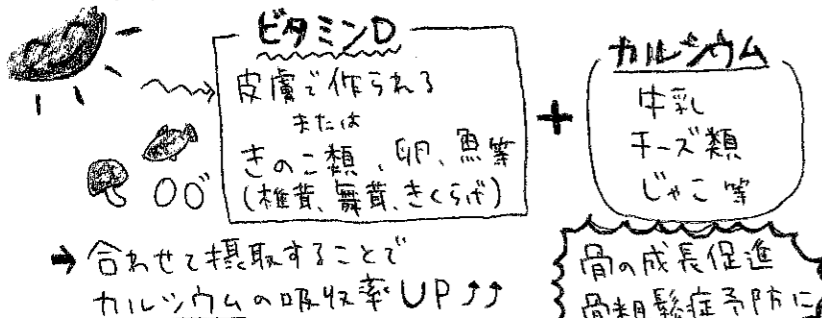 ビタミンD
皮膚で作られる
または
きのこ類、卵、魚等
(椎茸、舞茸、きくらげ)
+
カルシウム
牛乳
チーズ類
じゃこ等
→ 合わせて摂取することで
カルシウムの吸収率UP↑↑
骨の成長促進
骨粗鬆症予防に